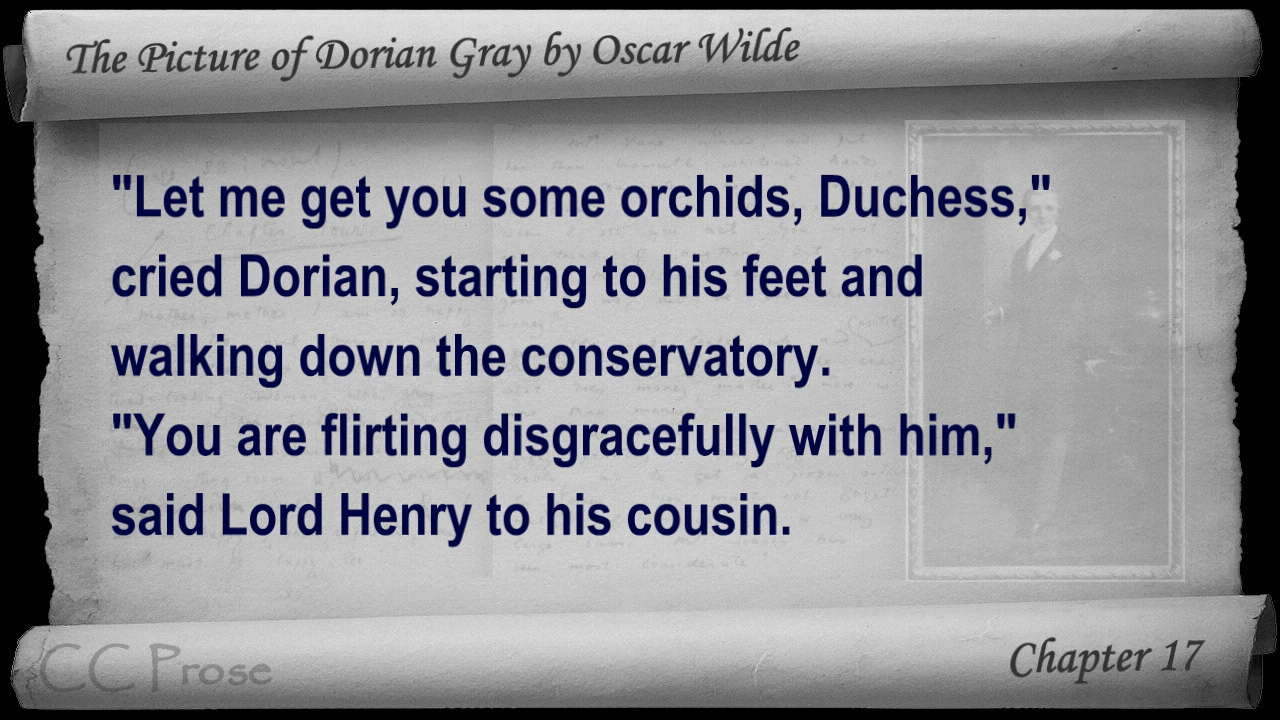 The Picture of Dorian Gray by Oscar Wilde
"Let me get you some orchids, Duchess,"
cried Dorian, starting to his feet and
walking down the conservatory.
"You are flirting disgracefully with him,"
said Lord Henry to his cousin.
CC Prose
Chapter 17